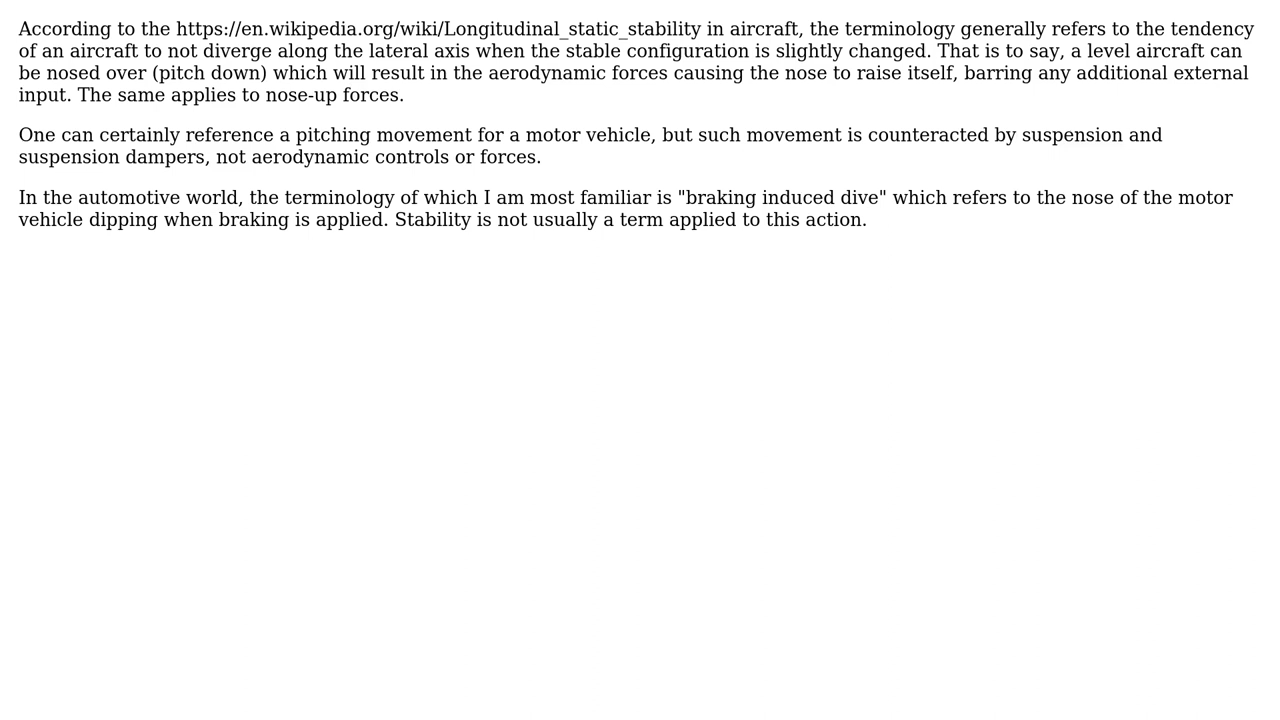 According to the https://en.wikipedia.org/wiki/Longitudinal_static_stability in aircraft, the terminology generally refers to the tendency
of an aircraft to not diverge along the lateral axis when the stable configuration is slightly changed. That is to say, a level aircraft can
be nosed over (pitch down) which will result in the aerodynamic forces causing the nose to raise itself, barring any additional external
input. The same applies to nose-up forces.
One can certainly reference a pitching movement for a motor vehicle, but such movement is counteracted by suspension and
suspension dampers, not aerodynamic controls or forces.
In the automotive world, the terminology of which I am most familiar is "braking induced dive" which refers to the nose of the motor
vehicle dipping when braking is applied. Stability is not usually a term applied to this action.